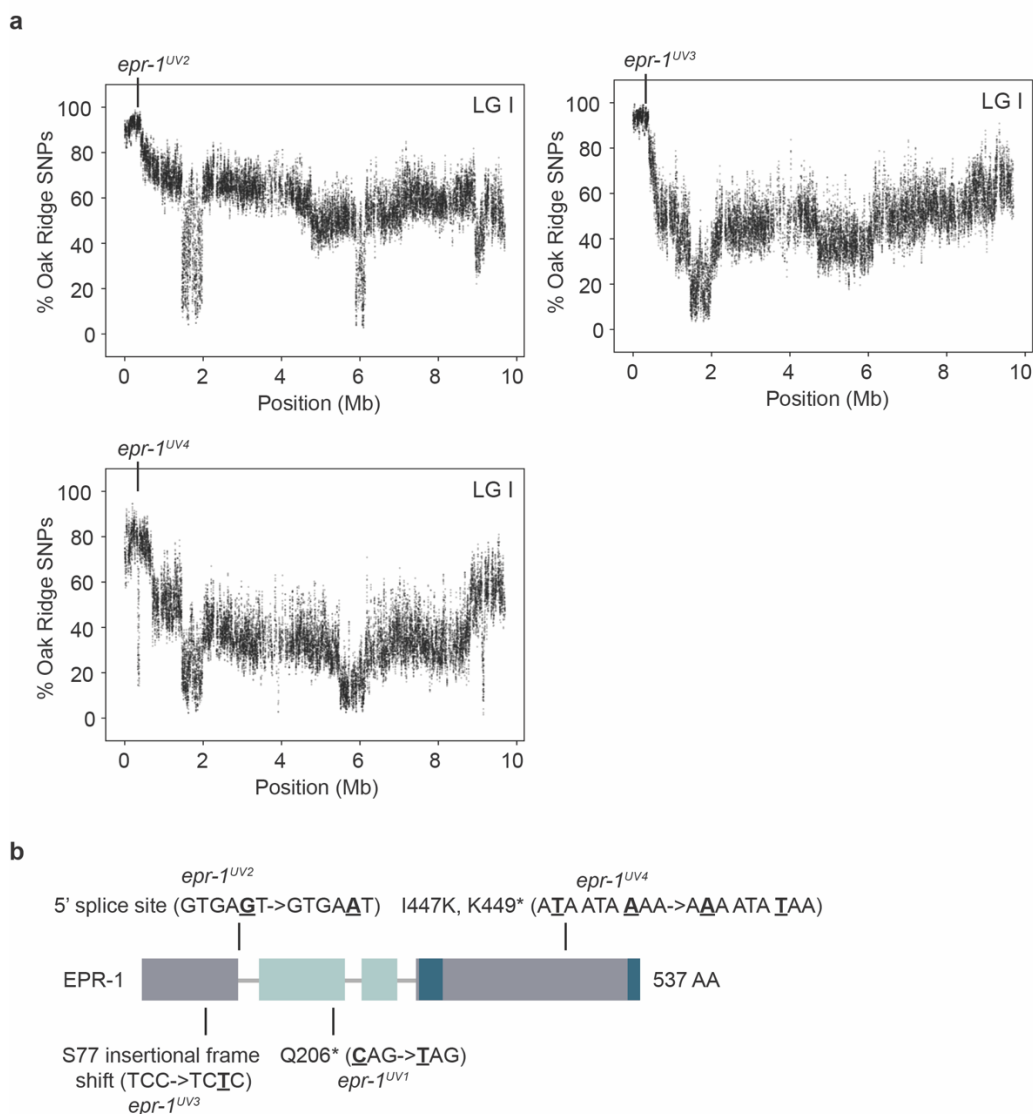 a
epr-1UV2
LG I
% Oak Ridge SNPs
100
80
60
40
20
0
0 2 4 6 8 10
Position (Mb)
epr-1UV3
LG I
% Oak Ridge SNPs
100
80
60
40
20
0
0 2 4 6 8 10
Position (Mb)
epr-1UV4
LG I
% Oak Ridge SNPs
100
80
60
40
20
0
0 2 4 6 8 10
Position (Mb)
b
epr-1UV2
5' splice site (GTGAGT->GTGAAT)
epr-1UV4
I447K, K449* (ATA ATA AAA->AAA ATA TAA)
EPR-1
537 AA
S77 insertional frame
shift (TCC->TCTC)
epr-1UV3
Q206* (CAG->TAG)
epr-1UV1